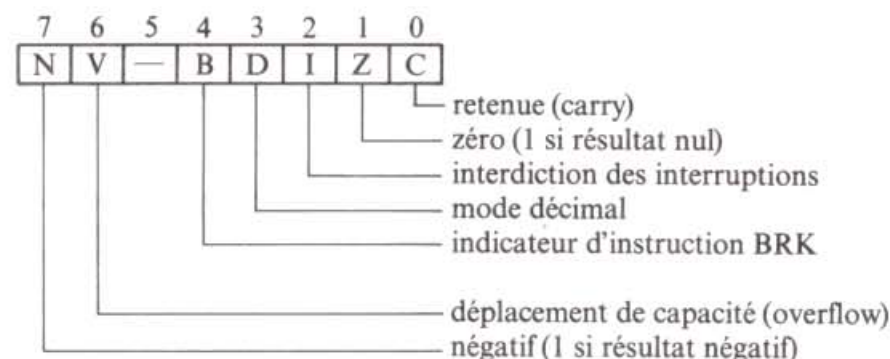 7 6 5 4 3 2 1 0
N V — B D I Z C
retenue (carry)
zéro (1 si résultat nul)
interdiction des interruptions
mode décimal
indicateur d'instruction BRK
déplacement de capacité (overflow)
négatif (1 si résultat négatif)